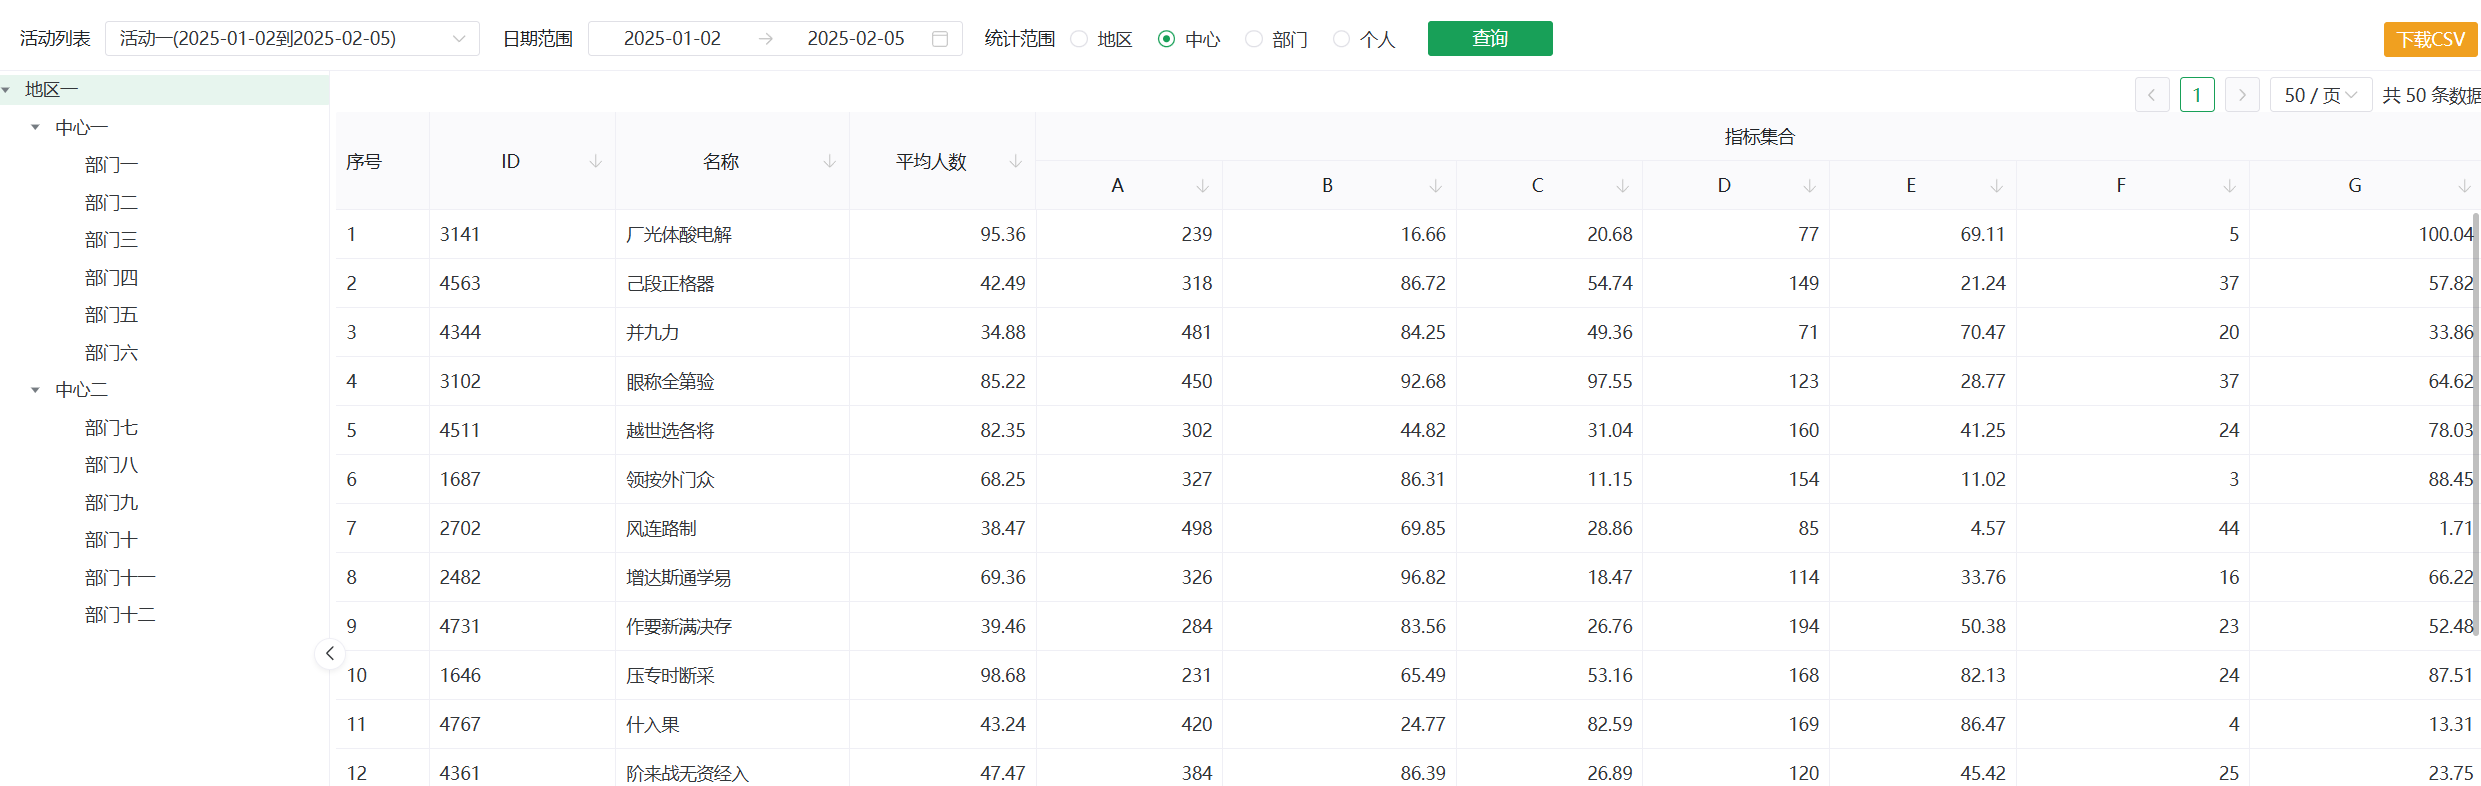 活动列表 活动一(2025-01-02到2025-02-05) 日期范围 2025-01-02 2025-02-05 统计范围 地区 中心 部门 个人 查询 下载CSV
地区一
中心一
部门一
部门二
部门三
部门四
部门五
部门六
中心二
部门七
部门八
部门九
部门十
部门十一
部门十二
1 50 / 页 共 50 条数据
指标集合
序号 ID 名称 平均人数 A B C D E F G
1 3141 厂光体酸电解 95.36 239 16.66 20.68 77 69.11 5 100.04
2 4563 己段正格器 42.49 318 86.72 54.74 149 21.24 37 57.82
3 4344 并九力 34.88 481 84.25 49.36 71 70.47 20 33.86
4 3102 眼称全第验 85.22 450 92.68 97.55 123 28.77 37 64.62
5 4511 越世选各将 82.35 302 44.82 31.04 160 41.25 24 78.03
6 1687 领按外门众 68.25 327 86.31 11.15 154 11.02 3 88.45
7 2702 风连路制 38.47 498 69.85 28.86 85 4.57 44 1.71
8 2482 增达斯通学易 69.36 326 96.82 18.47 114 33.76 16 66.22
9 4731 作要新满决存 39.46 284 83.56 26.76 194 50.38 23 52.48
10 1646 压专时断采 98.68 231 65.49 53.16 168 82.13 24 87.51
11 4767 什入果 43.24 420 24.77 82.59 169 86.47 4 13.31
12 4361 阶来战无资经入 47.47 384 86.39 26.89 120 45.42 25 23.75